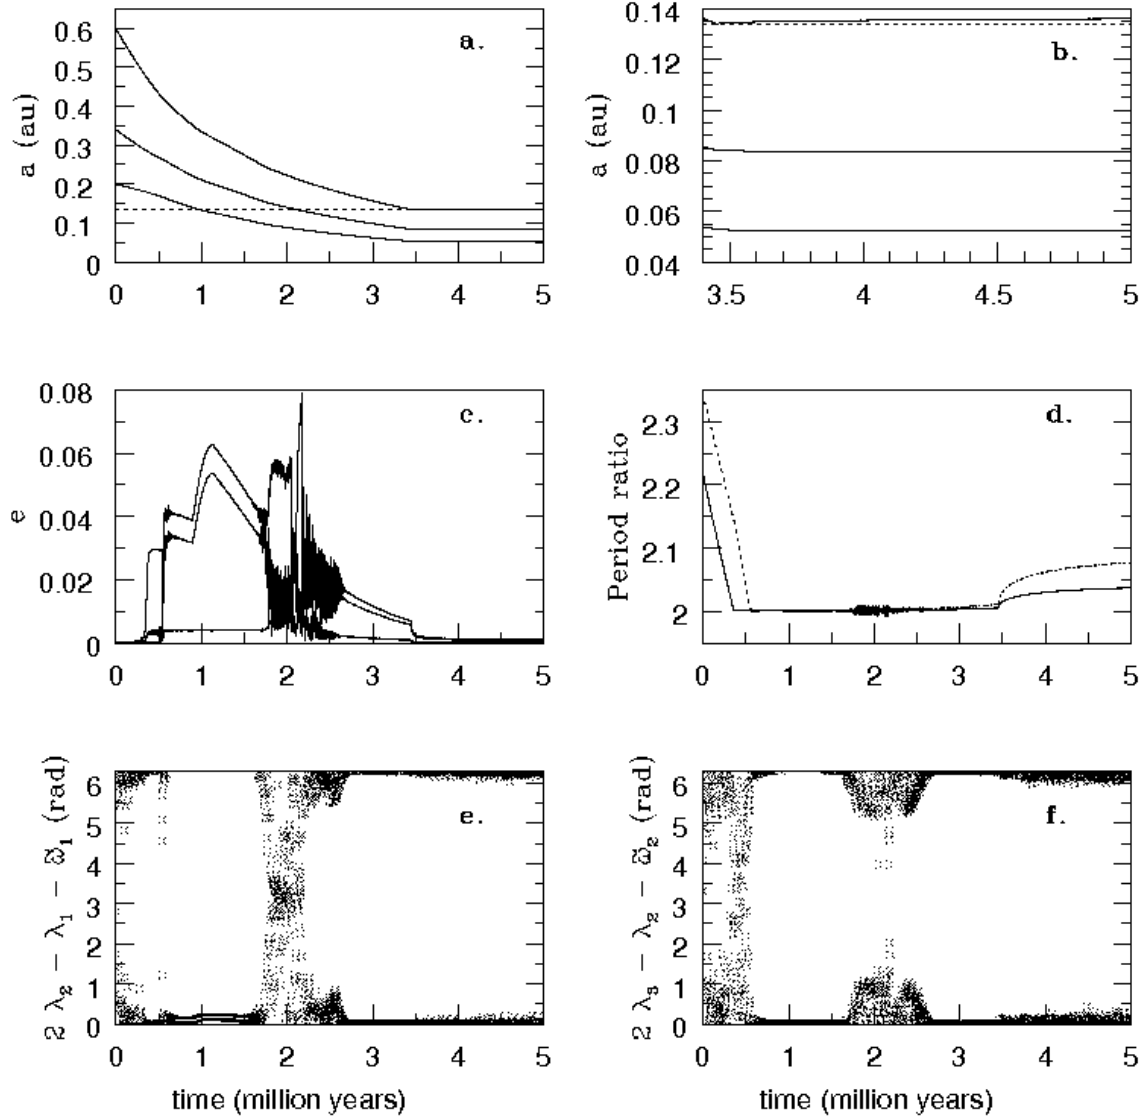 a.
a (au)
0.6
0.5
0.4
0.3
0.2
0.1
0
0 1 2 3 4 5
b.
a (au)
0.14
0.12
0.1
0.08
0.06
0.04
3.5 4 4.5 5
c.
e
0.08
0.06
0.04
0.02
0
0 1 2 3 4 5
d.
Period ratio
2.3
2.2
2.1
2
0 1 2 3 4 5
e.
2 λ₂ − λ₁ − ϖ̃₁ (rad)
6
5
4
3
2
1
0
0 1 2 3 4 5
time (million years)
f.
2 λ₃ − λ₂ − ϖ̃₂ (rad)
6
5
4
3
2
1
0
0 1 2 3 4 5
time (million years)